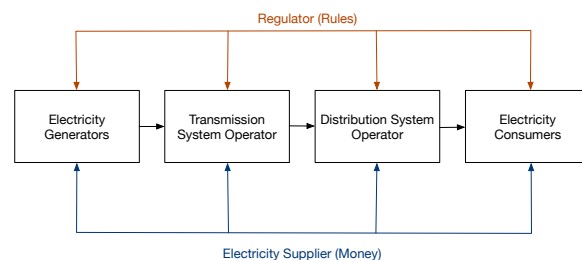 Regulator (Rules)
Electricity
Generators
Transmission
System Operator
Distribution System
Operator
Electricity
Consumers
Electricity Supplier (Money)